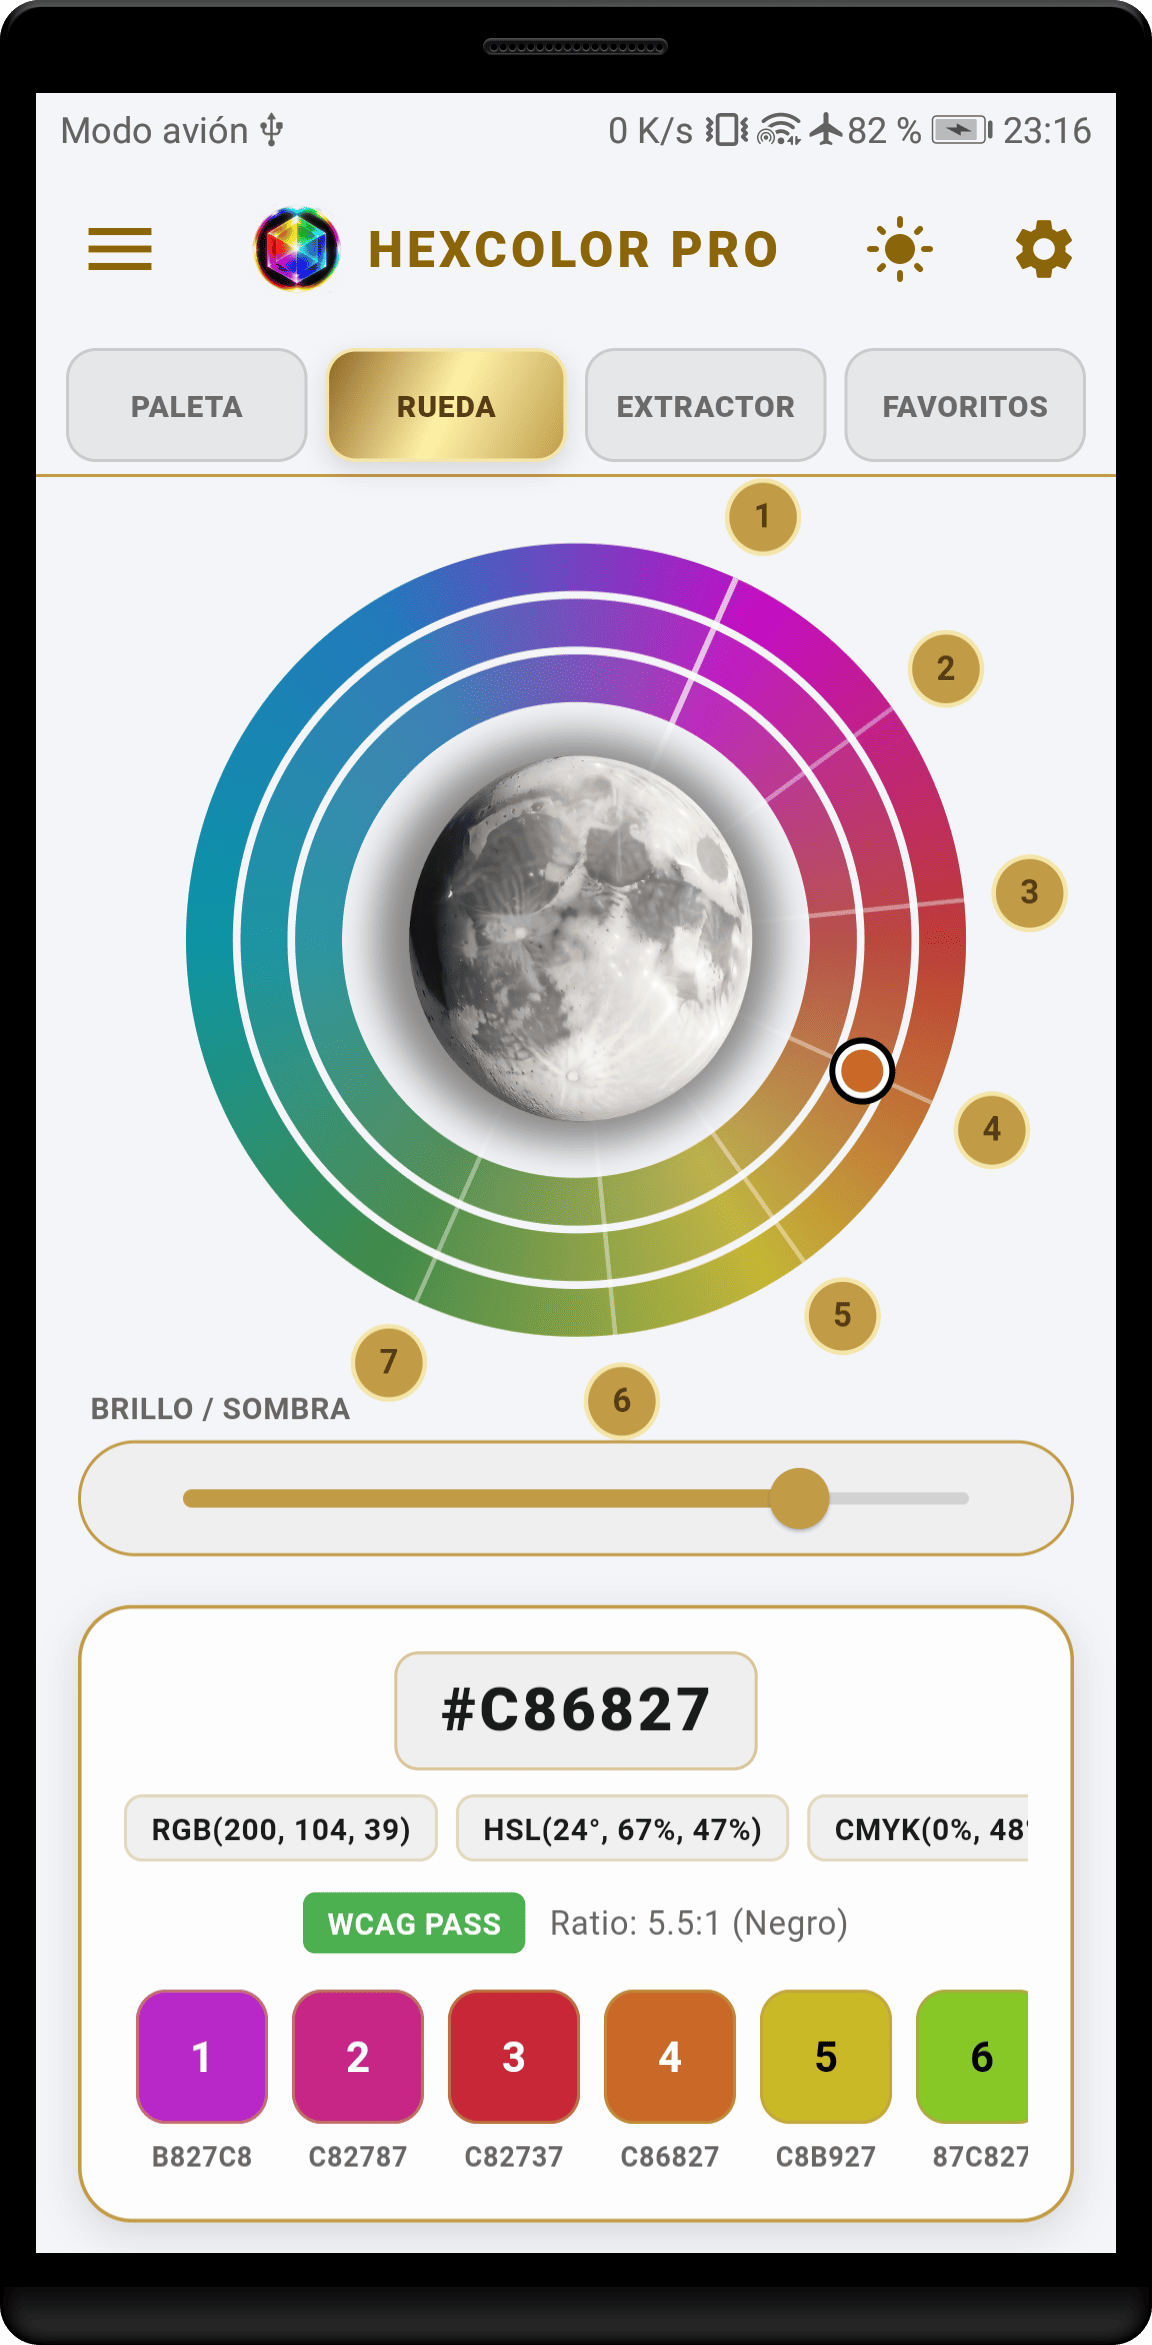 Modo avión 0 K/s 82 % 23:16
HEXCOLOR PRO
PALETA RUEDA EXTRACTOR FAVORITOS
1
2
3
4
5
7
6
BRILLO / SOMBRA
#C86827
RGB(200, 104, 39) HSL(24°, 67%, 47%) CMYK(0%, 48%
WCAG PASS Ratio: 5.5:1 (Negro)
1 2 3 4 5 6
B827C8 C82787 C82737 C86827 C8B927 87C827